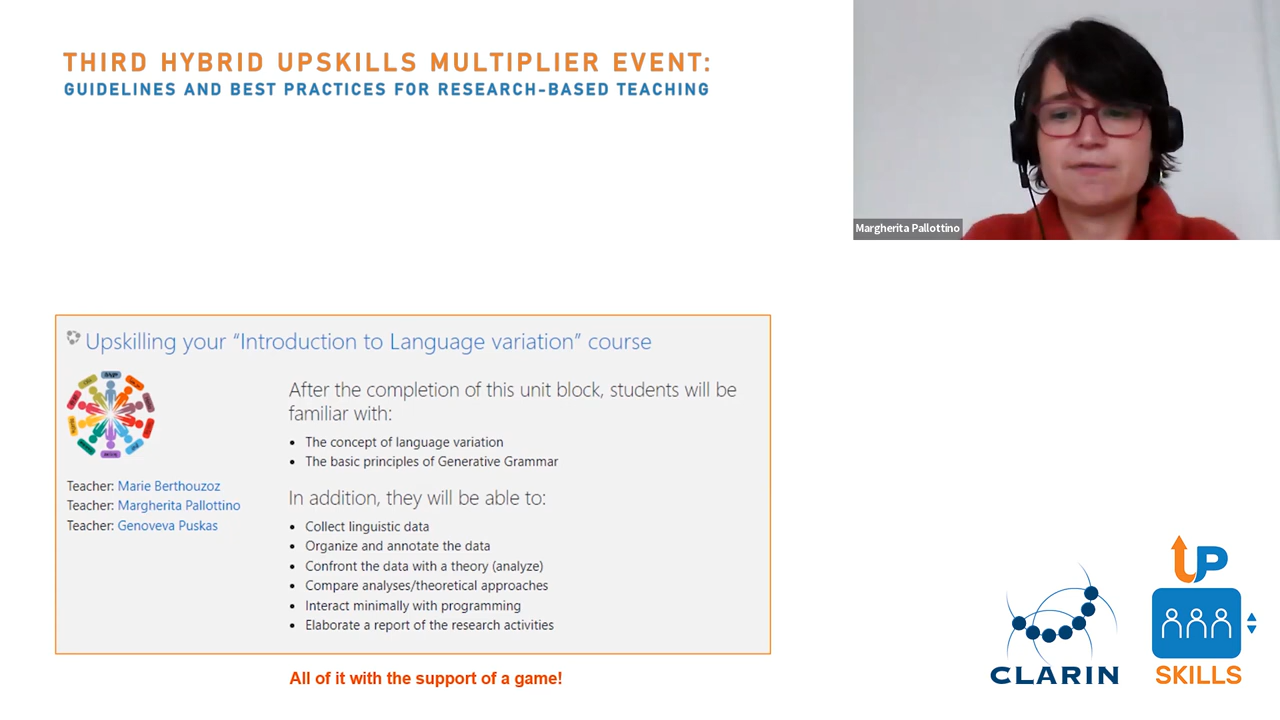 THIRD HYBRID UPSKILLS MULTIPLIER EVENT:
GUIDELINES AND BEST PRACTICES FOR RESEARCH-BASED TEACHING
Margherita Pallottino
Upskilling your “Introduction to Language variation” course
Teacher: Marie Berthouzoz
Teacher: Margherita Pallottino
Teacher: Genoveva Puskas
After the completion of this unit block, students will be
familiar with:
• The concept of language variation
• The basic principles of Generative Grammar
In addition, they will be able to:
• Collect linguistic data
• Organize and annotate the data
• Confront the data with a theory (analyze)
• Compare analyses/theoretical approaches
• Interact minimally with programming
• Elaborate a report of the research activities
All of it with the support of a game!
CLARIN
UP
SKILLS